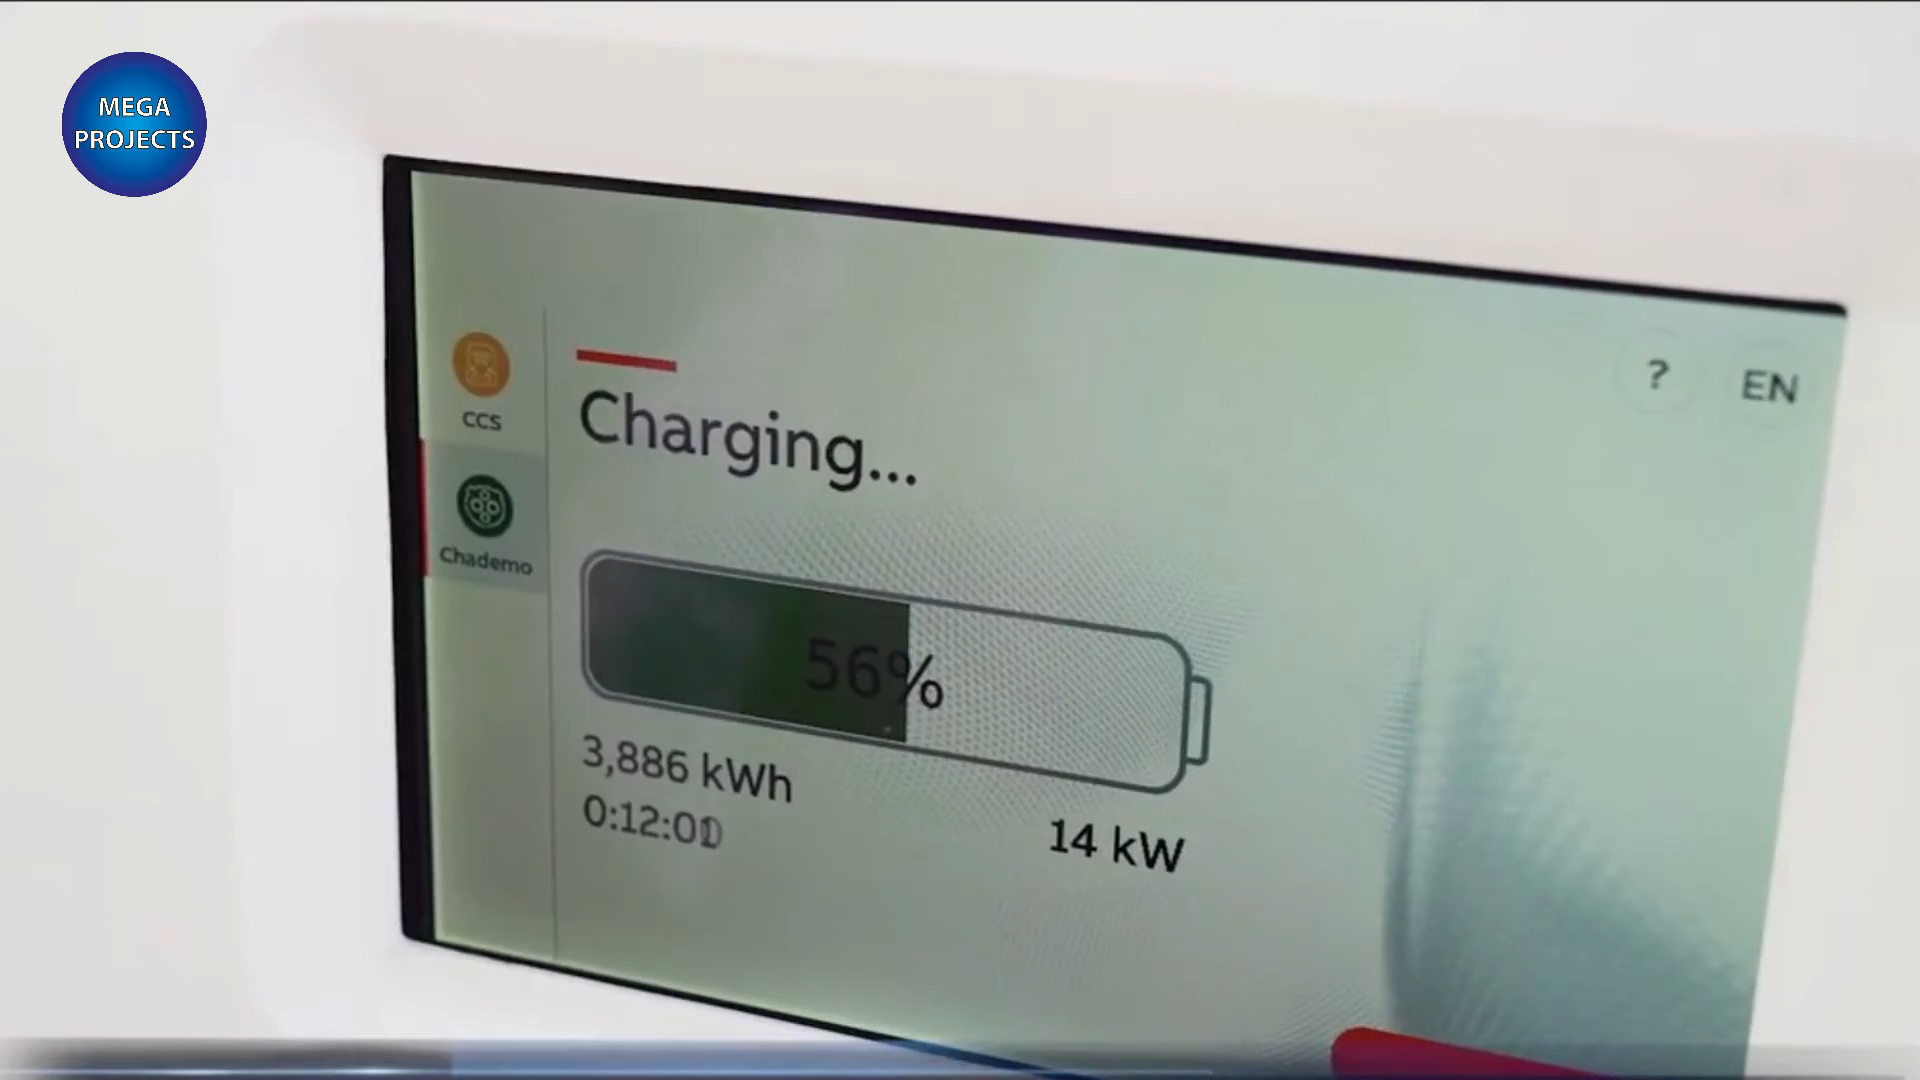 MEGA
PROJECTS
? EN
CCS
Chademo
Charging...
56%
3,886 kWh
14 kW